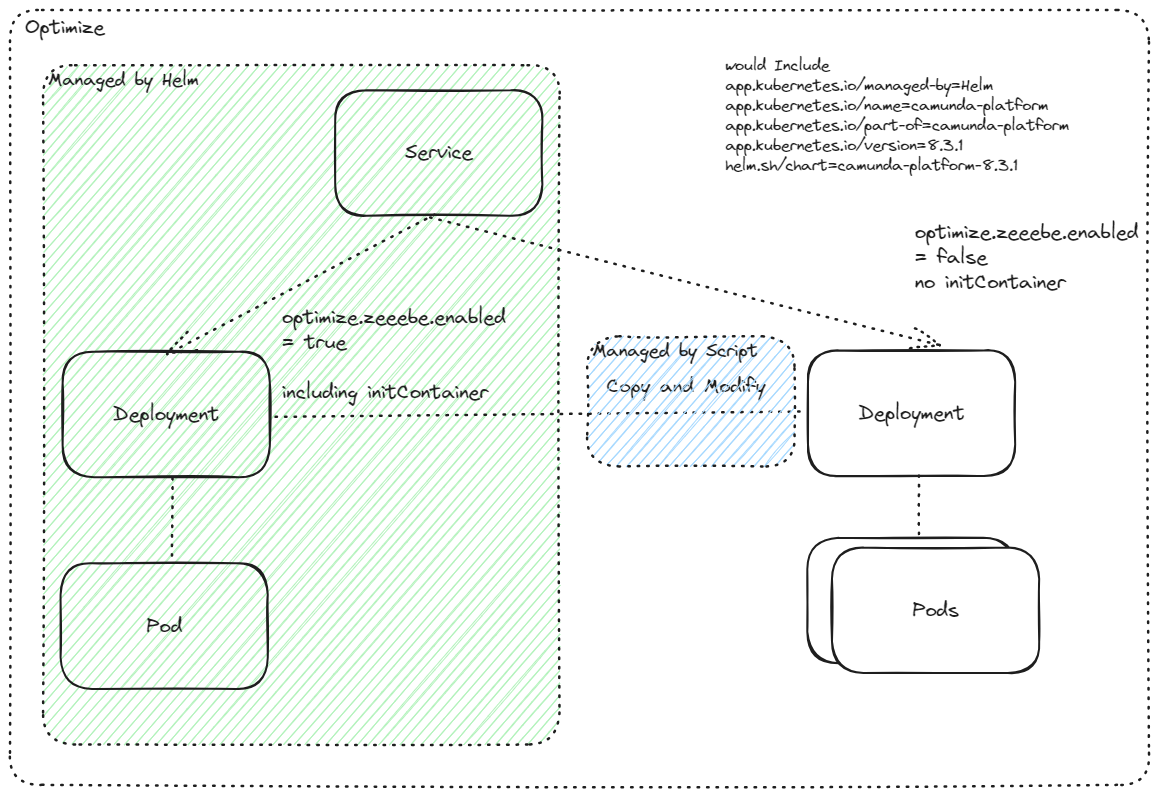 Optimize
Managed by Helm
Service
would Include
app.kubernetes.io/managed-by=Helm
app.kubernetes.io/name=camunda-platform
app.kubernetes.io/part-of=camunda-platform
app.kubernetes.io/version=8.3.1
helm.sh/chart=camunda-platform-8.3.1
optimize.zeeebe.enabled
= false
no initContainer
optimize.zeeebe.enabled
= true
including initContainer
Deployment
Managed by Script
Copy and Modify
Deployment
Pod
Pods